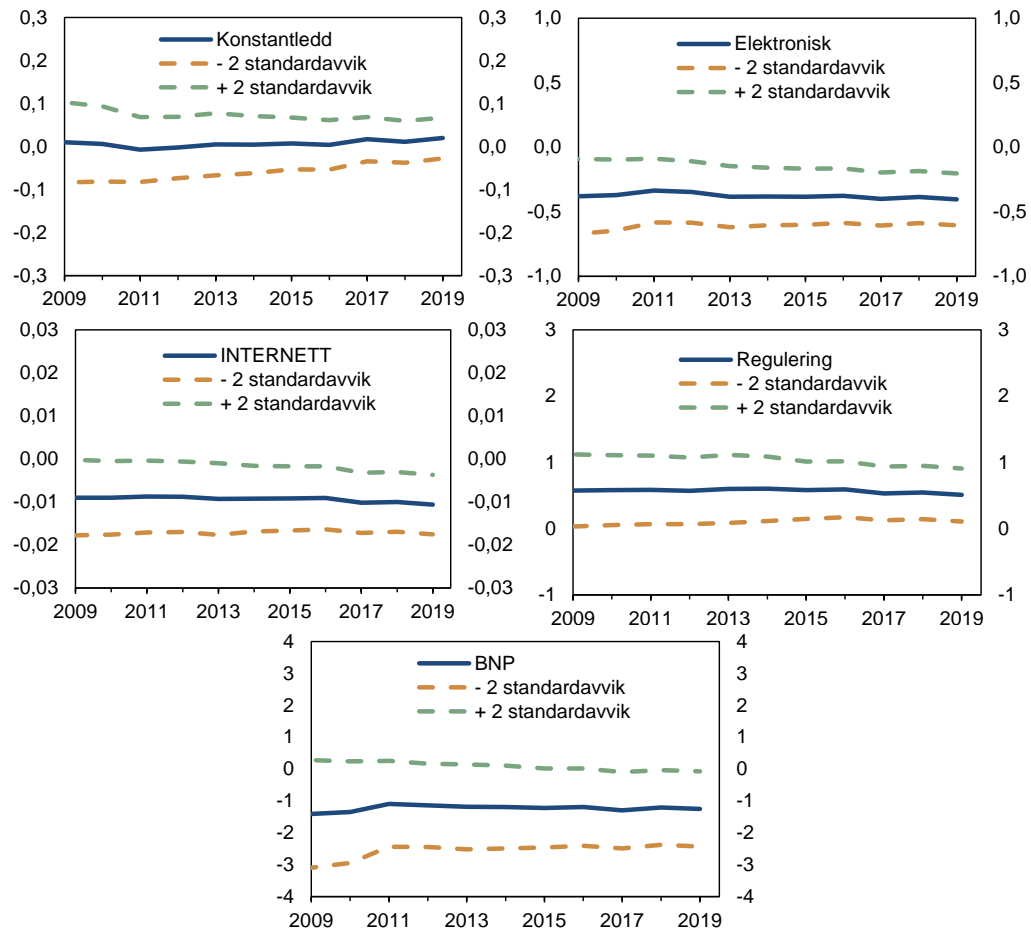 0,3 0,3
Konstantledd
0,2 - 2 standardavvik 0,2
+ 2 standardavvik
0,1 0,1
0,0 0,0
-0,1 -0,1
-0,2 -0,2
-0,3 -0,3
2009 2011 2013 2015 2017 2019
1,0 1,0
Elektronisk
- 2 standardavvik
0,5 0,5
+ 2 standardavvik
0,0 0,0
-0,5 -0,5
-1,0 -1,0
2009 2011 2013 2015 2017 2019
0,03 0,03
INTERNETT
0,02 - 2 standardavvik 0,02
+ 2 standardavvik
0,01 0,01
0,00 0,00
-0,01 -0,01
-0,02 -0,02
-0,03 -0,03
2009 2011 2013 2015 2017 2019
3 3
Regulering
- 2 standardavvik
2 2
+ 2 standardavvik
1 1
0 0
-1 -1
2009 2011 2013 2015 2017 2019
4 4
BNP
3 3
- 2 standardavvik
2 + 2 standardavvik 2
1 1
0 0
-1 -1
-2 -2
-3 -3
-4 -4
2009 2011 2013 2015 2017 2019